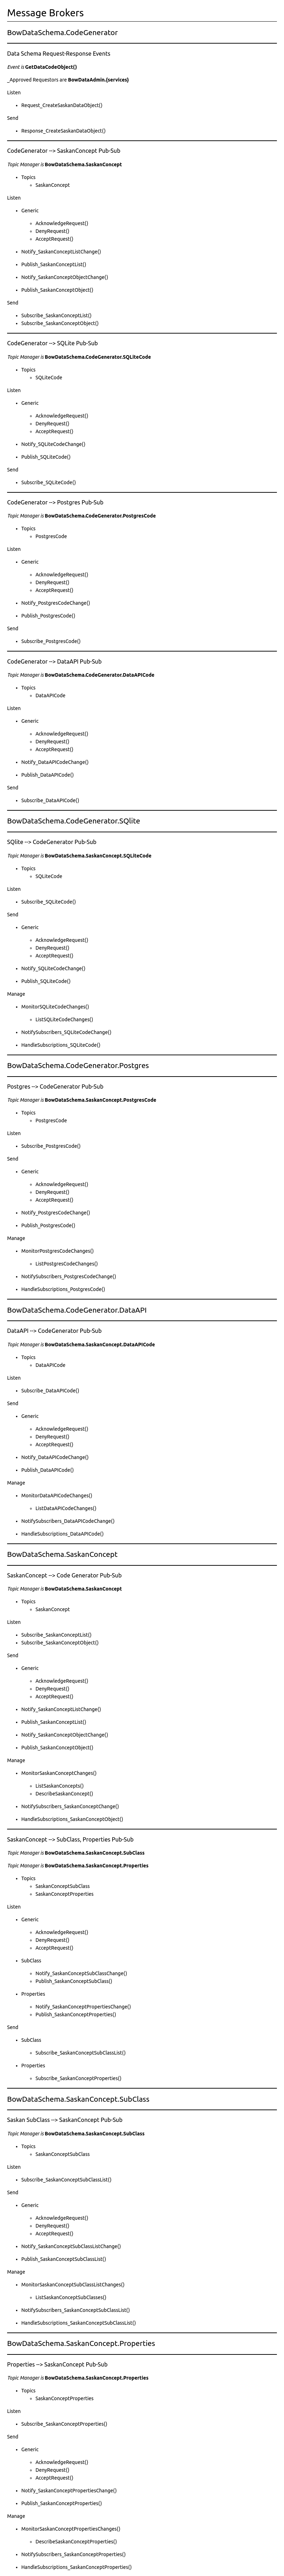 Message Brokers
BowDataSchema.CodeGenerator
Data Schema Request-Response Events
Event is GetDataCodeObject()
_Approved Requestors are BowDataAdmin.{services}
Listen
Request_CreateSaskanDataObject()
Send
Response_CreateSaskanDataObject()
CodeGenerator --> SaskanConcept Pub-Sub
Topic Manager is BowDataSchema.SaskanConcept
Topics
SaskanConcept
Listen
Generic
AcknowledgeRequest()
DenyRequest()
AcceptRequest()
Notify_SaskanConceptListChange()
Publish_SaskanConceptList()
Notify_SaskanConceptObjectChange()
Publish_SaskanConceptObject()
Send
Subscribe_SaskanConceptList()
Subscribe_SaskanConceptObject()
CodeGenerator --> SQLite Pub-Sub
Topic Manager is BowDataSchema.CodeGenerator.SQLiteCode
Topics
SQLiteCode
Listen
Generic
AcknowledgeRequest()
DenyRequest()
AcceptRequest()
Notify_SQLiteCodeChange()
Publish_SQLiteCode()
Send
Subscribe_SQLiteCode()
CodeGenerator --> Postgres Pub-Sub
Topic Manager is BowDataSchema.CodeGenerator.PostgresCode
Topics
PostgresCode
Listen
Generic
AcknowledgeRequest()
DenyRequest()
AcceptRequest()
Notify_PostgresCodeChange()
Publish_PostgresCode()
Send
Subscribe_PostgresCode()
CodeGenerator --> DataAPI Pub-Sub
Topic Manager is BowDataSchema.CodeGenerator.DataAPICode
Topics
DataAPICode
Listen
Generic
AcknowledgeRequest()
DenyRequest()
AcceptRequest()
Notify_DataAPICodeChange()
Publish_DataAPICode()
Send
Subscribe_DataAPICode()
BowDataSchema.CodeGenerator.SQlite
SQlite --> CodeGenerator Pub-Sub
Topic Manager is BowDataSchema.SaskanConcept.SQLiteCode
Topics
SQLiteCode
Listen
Subscribe_SQLiteCode()
Send
Generic
AcknowledgeRequest()
DenyRequest()
AcceptRequest()
Notify_SQLiteCodeChange()
Publish_SQLiteCode()
Manage
MonitorSQLiteCodeChanges()
ListSQLiteCodeChanges()
NotifySubscribers_SQLiteCodeChange()
HandleSubscriptions_SQLiteCode()
BowDataSchema.CodeGenerator.Postgres
Postgres --> CodeGenerator Pub-Sub
Topic Manager is BowDataSchema.SaskanConcept.PostgresCode
Topics
PostgresCode
Listen
Subscribe_PostgresCode()
Send
Generic
AcknowledgeRequest()
DenyRequest()
AcceptRequest()
Notify_PostgresCodeChange()
Publish_PostgresCode()
Manage
MonitorPostgresCodeChanges()
ListPostgresCodeChanges()
NotifySubscribers_PostgresCodeChange()
HandleSubscriptions_PostgresCode()
BowDataSchema.CodeGenerator.DataAPI
DataAPI --> CodeGenerator Pub-Sub
Topic Manager is BowDataSchema.SaskanConcept.DataAPICode
Topics
DataAPICode
Listen
Subscribe_DataAPICode()
Send
Generic
AcknowledgeRequest()
DenyRequest()
AcceptRequest()
Notify_DataAPICodeChange()
Publish_DataAPICode()
Manage
MonitorDataAPICodeChanges()
ListDataAPICodeChanges()
NotifySubscribers_DataAPICodeChange()
HandleSubscriptions_DataAPICode()
BowDataSchema.SaskanConcept
SaskanConcept --> Code Generator Pub-Sub
Topic Manager is BowDataSchema.SaskanConcept
Topics
SaskanConcept
Listen
Subscribe_SaskanConceptList()
Subscribe_SaskanConceptObject()
Send
Generic
AcknowledgeRequest()
DenyRequest()
AcceptRequest()
Notify_SaskanConceptListChange()
Publish_SaskanConceptList()
Notify_SaskanConceptObjectChange()
Publish_SaskanConceptObject()
Manage
MonitorSaskanConceptChanges()
ListSaskanConcepts()
DescribeSaskanConcept()
NotifySubscribers_SaskanConceptChange()
HandleSubscriptions_SaskanConceptObject()
SaskanConcept --> SubClass, Properties Pub-Sub
Topic Manager is BowDataSchema.SaskanConcept.SubClass
Topic Manager is BowDataSchema.SaskanConcept.Properties
Topics
SaskanConceptSubClass
SaskanConceptProperties
Listen
Generic
AcknowledgeRequest()
DenyRequest()
AcceptRequest()
SubClass
Notify_SaskanConceptSubClassChange()
Publish_SaskanConceptSubClass()
Properties
Notify_SaskanConceptPropertiesChange()
Publish_SaskanConceptProperties()
Send
SubClass
Subscribe_SaskanConceptSubClassList()
Properties
Subscribe_SaskanConceptProperties()
BowDataSchema.SaskanConcept.SubClass
Saskan SubClass --> SaskanConcept Pub-Sub
Topic Manager is BowDataSchema.SaskanConcept.SubClass
Topics
SaskanConceptSubClass
Listen
Subscribe_SaskanConceptSubClassList()
Send
Generic
AcknowledgeRequest()
DenyRequest()
AcceptRequest()
Notify_SaskanConceptSubClassListChange()
Publish_SaskanConceptSubClassList()
Manage
MonitorSaskanConceptSubClassListChanges()
ListSaskanConceptSubClasses()
NotifySubscribers_SaskanConceptSubClassList()
HandleSubscriptions_SaskanConceptSubClassList()
BowDataSchema.SaskanConcept.Properties
Properties --> SaskanConcept Pub-Sub
Topic Manager is BowDataSchema.SaskanConcept.Properties
Topics
SaskanConceptProperties
Listen
Subscribe_SaskanConceptProperties()
Send
Generic
AcknowledgeRequest()
DenyRequest()
AcceptRequest()
Notify_SaskanConceptPropertiesChange()
Publish_SaskanConceptProperties()
Manage
MonitorSaskanConceptPropertiesChanges()
DescribeSaskanConceptProperties()
NotifySubscribers_SaskanConceptProperties()
HandleSubscriptions_SaskanConceptProperties()